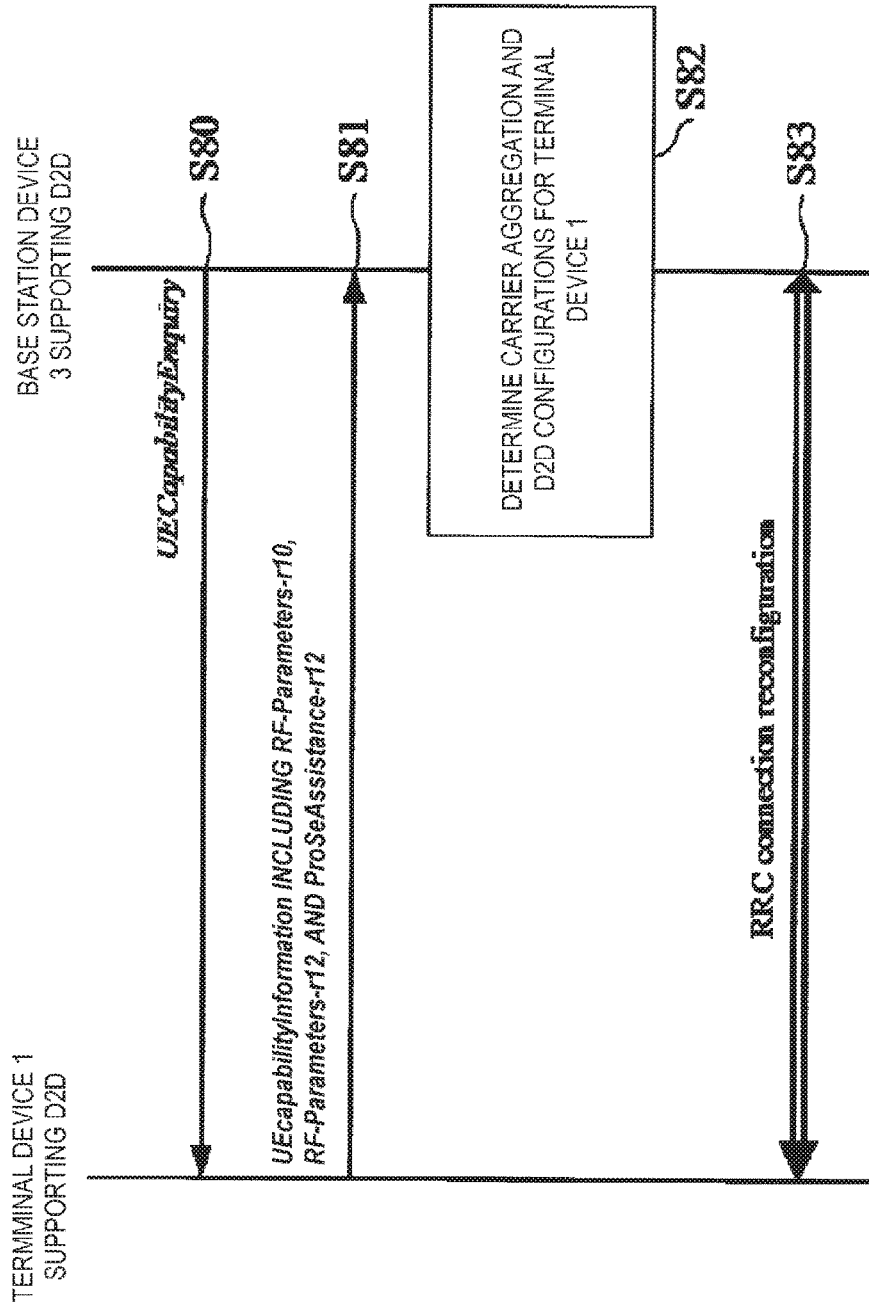 TERMMINAL DEVICE 1
SUPPORTING D2D
BASE STATION DEVICE
3 SUPPORTING D2D
UECapabilityEnquiry
S80
UEcapabilityInformation INCLUDING RF-Parameters-r10,
RF-Parameters-r12, AND ProSeAssistance-r12
S81
DETERMINE CARRIER AGGREGATION AND
D2D CONFIGURATIONS FOR TERMINAL
DEVICE 1
S82
RRC connection reconfiguration
S83